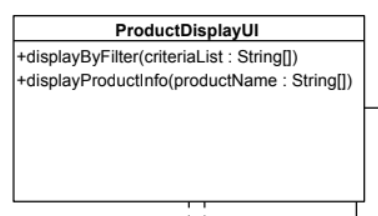 ProductDisplayUI
+displayByFilter(criteriaList : String[])
+displayProductInfo(productName : String[])